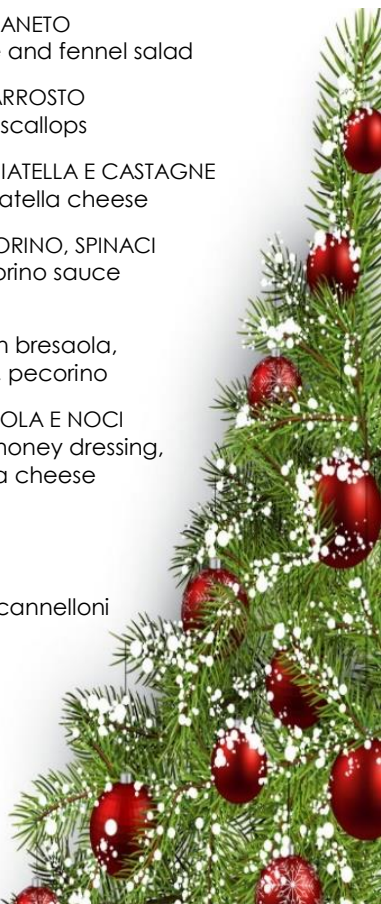 ANETO
and fennel salad
ARROSTO
scallops
IATELLA E CASTAGNE
atella cheese
ORINO, SPINACI
orino sauce
bresaola,
pecorino
OLA E NOCI
honey dressing,
a cheese
cannelloni